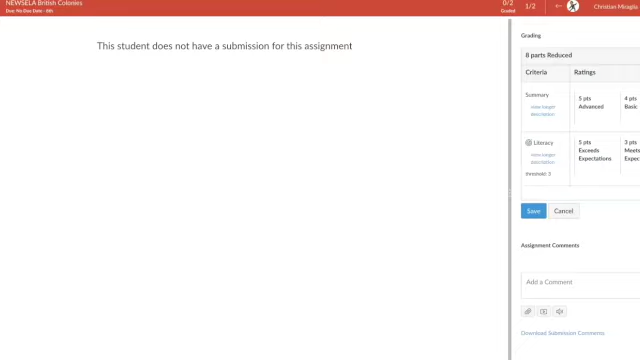 NEWSELA British Colonies
Due: No Due Date - 6th
0/2
Graded
1/2
Christian Micaglia
This student does not have a submission for this assignment
Grading
8 parts Reduced
Criteria
Ratings
Summary
view longer
description
5 pts
Advanced
4 pts
Basic
Literacy
view longer
description
threshold: 3
5 pts
Exceeds
Expectations
3 pts
Meets
Expec
Save
Cancel
Assignment Comments
Add a Comment
Download Submission Comments